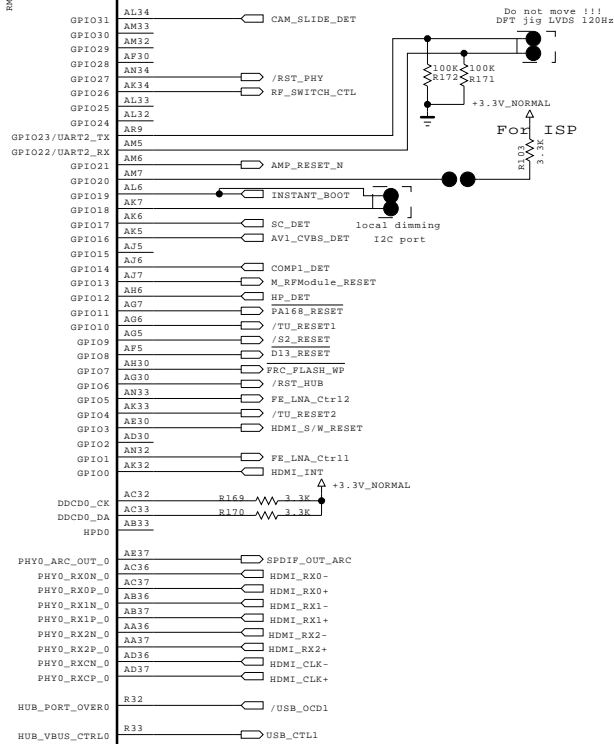 RM
Do not move !!!
DFT jig LVDS 120Hz
GPIO31 AL34 CAM_SLIDE_DET
GPIO30 AM33
GPIO29 AM32
GPIO28 AF30
GPIO27 AN34 /RST_PHY
GPIO26 AK34 RF_SWITCH_CTL
GPIO25 AL33
GPIO24 AL32
100K 100K
R172 R171
+3.3V_NORMAL
For ISP
R103
3.3K
GPIO23/UART2_TX AR9
GPIO22/UART2_RX AM5
GPIO21 AM6 AMP_RESET_N
GPIO20 AM7
GPIO19 AL6 INSTANT_BOOT
GPIO18 AK7
GPIO17 AK6 SC_DET
local dimming
I2C port
GPIO16 AK5 AV1_CVBS_DET
GPIO15 AJ5
GPIO14 AJ6 COMP1_DET
GPIO13 AJ7 M_RFModule_RESET
GPIO12 AH6 HP_DET
GPIO11 AG7 PA168_RESET
GPIO10 AG6 /TU_RESET1
GPIO9 AG5 /S2_RESET
GPIO8 AF5 D13_RESET
GPIO7 AH30 FRC_FLASH_WP
GPIO6 AG30 /RST_HUB
GPIO5 AN33 FE_LNA_Ctrl2
GPIO4 AK33 /TU_RESET2
GPIO3 AE30 HDMI_S/W_RESET
GPIO2 AD30
GPIO1 AN32 FE_LNA_Ctrl1
GPIO0 AK32 HDMI_INT
+3.3V_NORMAL
DDCD0_CK AC32 R169 3.3K
DDCD0_DA AC33 R170 3.3K
HPD0 AB33
PHY0_ARC_OUT_0 AE37 SPDIF_OUT_ARC
PHY0_RX0N_0 AC36 HDMI_RX0-
PHY0_RX0P_0 AC37 HDMI_RX0+
PHY0_RX1N_0 AB36 HDMI_RX1-
PHY0_RX1P_0 AB37 HDMI_RX1+
PHY0_RX2N_0 AA36 HDMI_RX2-
PHY0_RX2P_0 AA37 HDMI_RX2+
PHY0_RXCN_0 AD36 HDMI_CLK-
PHY0_RXCP_0 AD37 HDMI_CLK+
HUB_PORT_OVER0 R32 /USB_OCD1
HUB_VBUS_CTRL0 R33 USB_CTL1